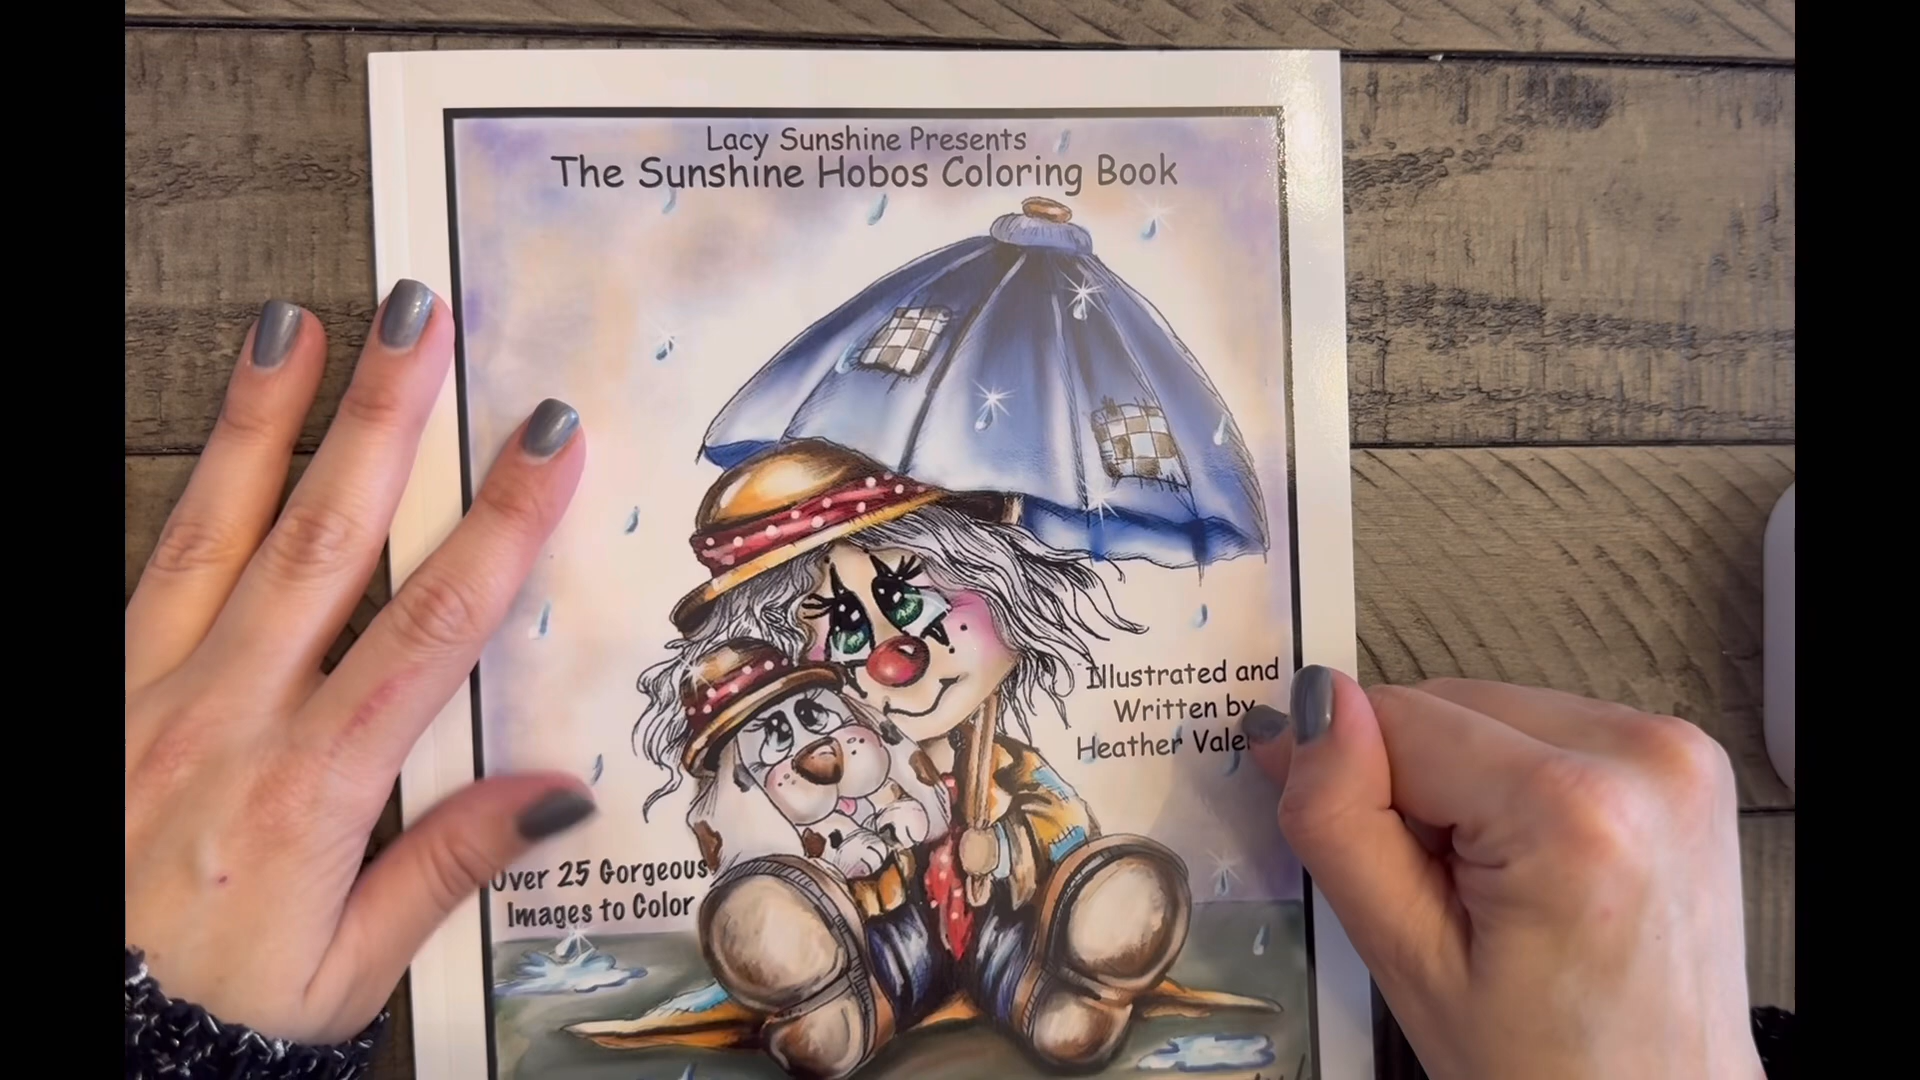 Lacy Sunshine Presents
The Sunshine Hobos Coloring Book
Illustrated and
Written by
Heather
Over 25 Gorgeous
Images to Color